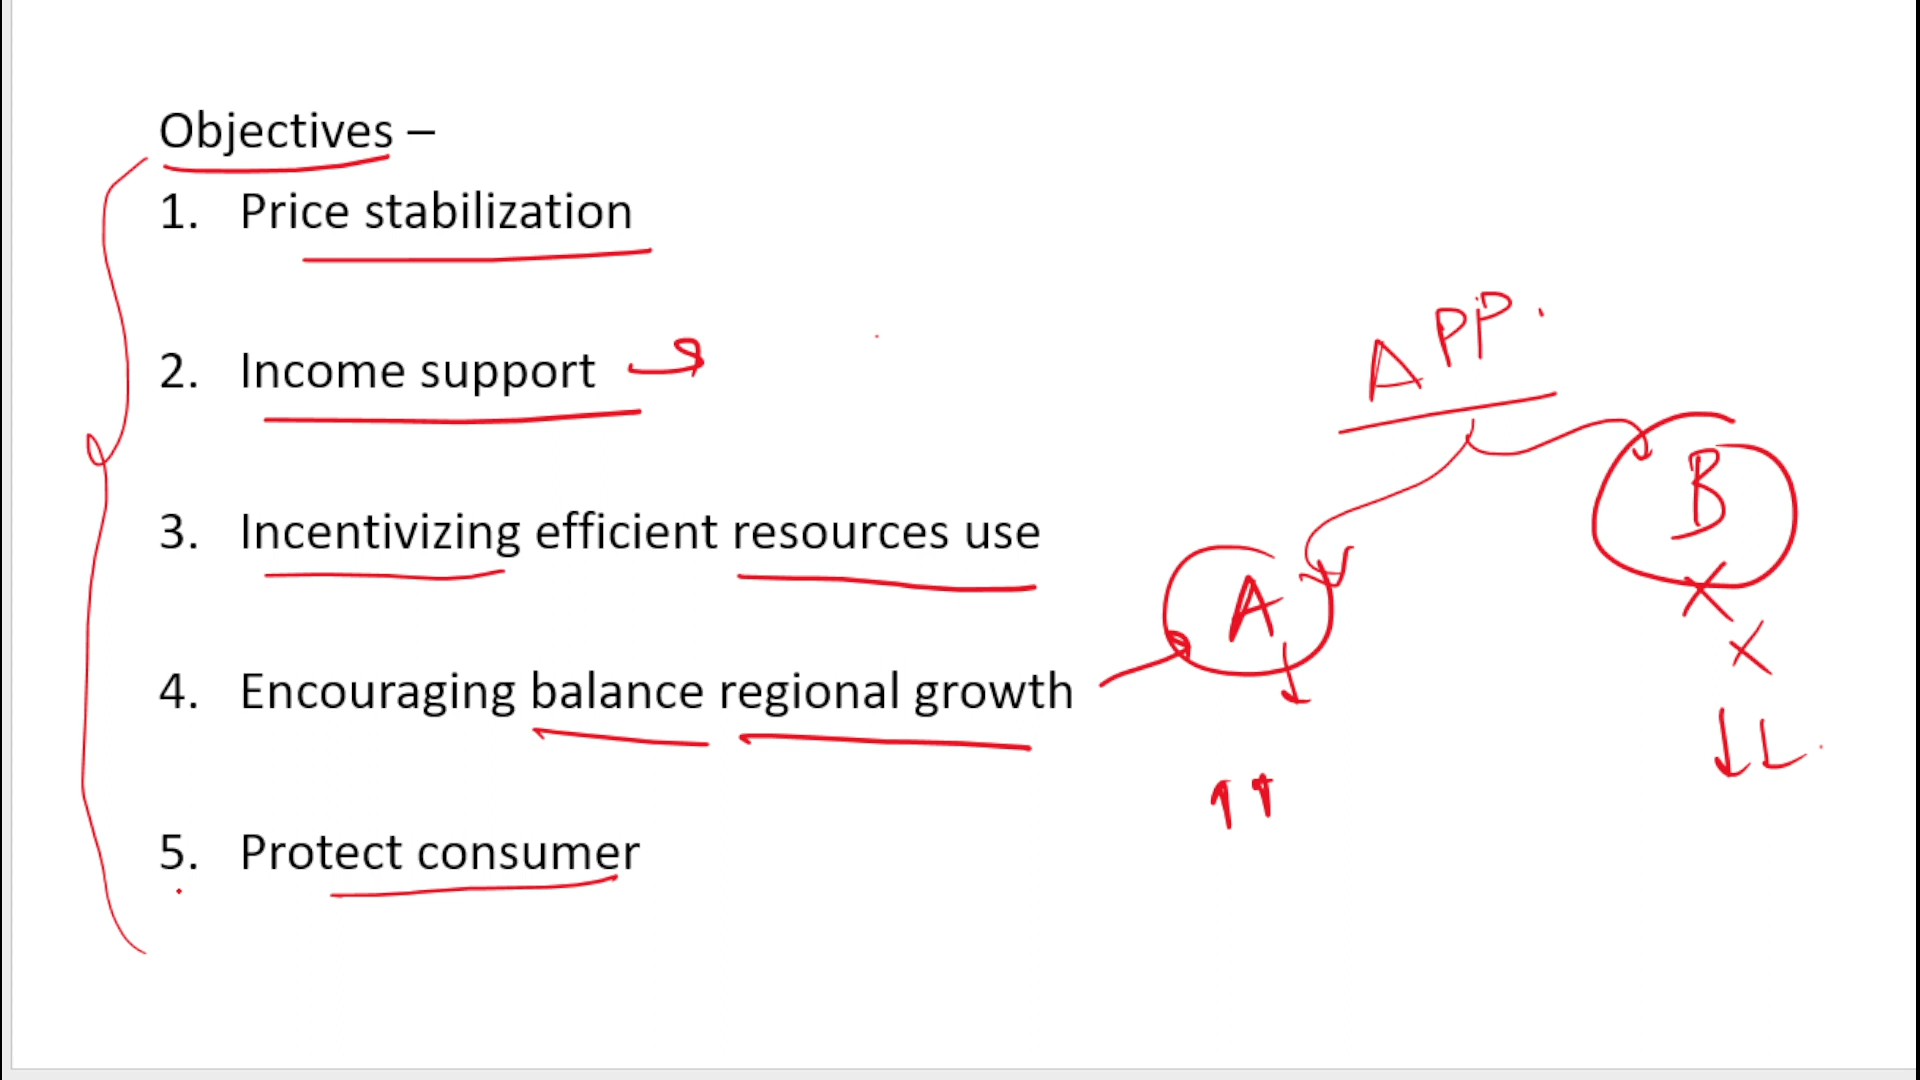 Objectives –
1. Price stabilization
2. Income support
3. Incentivizing efficient resources use
4. Encouraging balance regional growth
5. Protect consumer
APP.
B
A